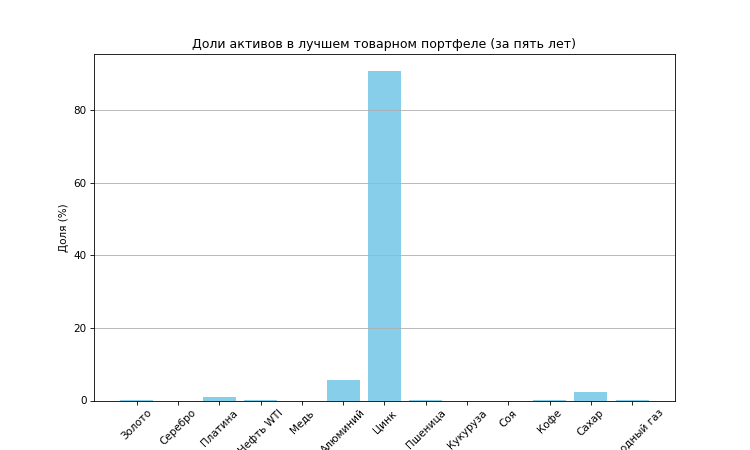 Доли активов в лучшем товарном портфеле (за пять лет)
Доля (%)
80
60
40
20
0
Золото
Серебро
Платина
Нефть WTI
Медь
Алюминий
Цинк
Пшеница
Кукуруза
Соя
Кофе
Сахар
одный газ